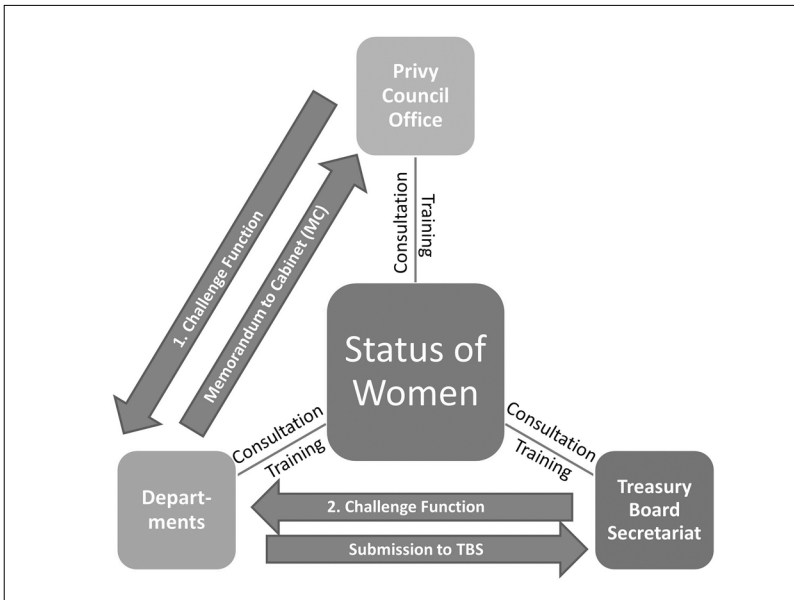 Privy
Council
Office
1. Challenge Function
Memorandum to Cabinet (MC)
Consultation
Training
Status of
Women
Consultation
Training
Consultation
Training
Depart-
ments
2. Challenge Function
Submission to TBS
Treasury
Board
Secretariat